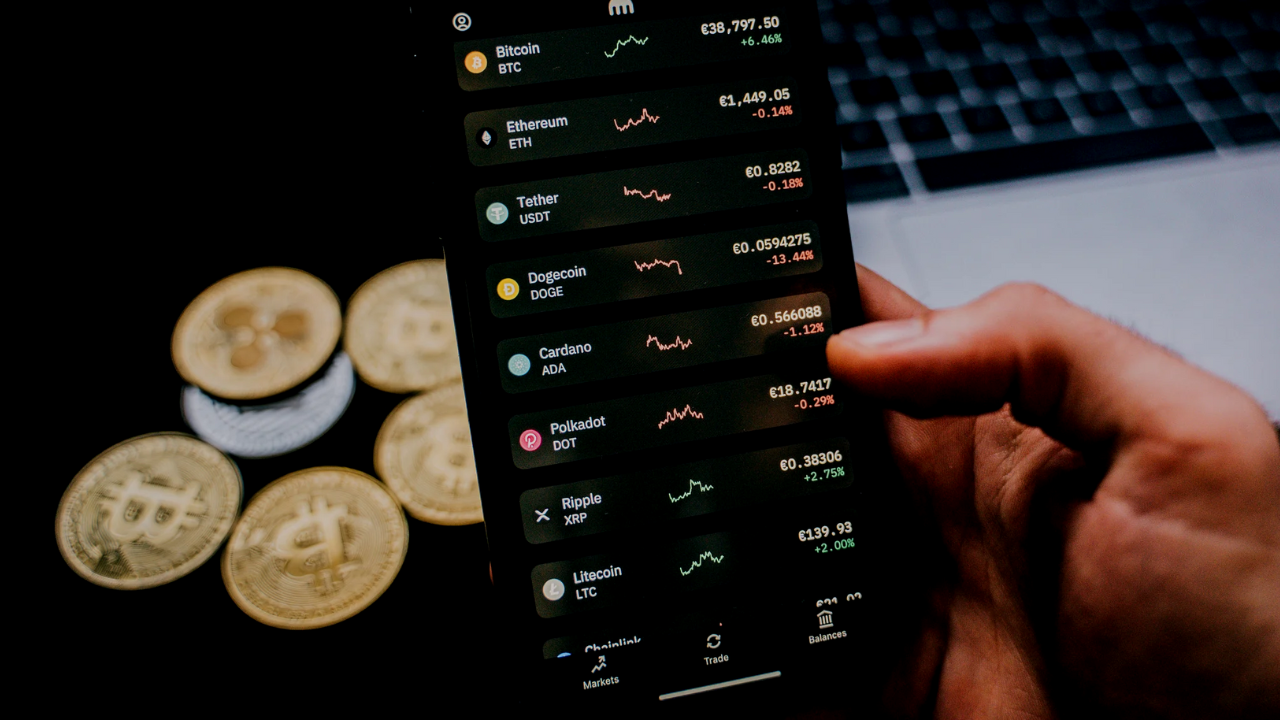 Bitcoin
BTC
€38,797.50
+6.46%
Ethereum
ETH
€1,449.05
-0.14%
Tether
USDT
€0.8282
-0.18%
Dogecoin
DOGE
€0.0594275
-13.44%
Cardano
ADA
€0.566088
-1.12%
Polkadot
DOT
€18.7417
-0.29%
Ripple
XRP
€0.38306
+2.75%
Litecoin
LTC
€139.93
+2.00%
Chainlink
Markets
Trade
Balances